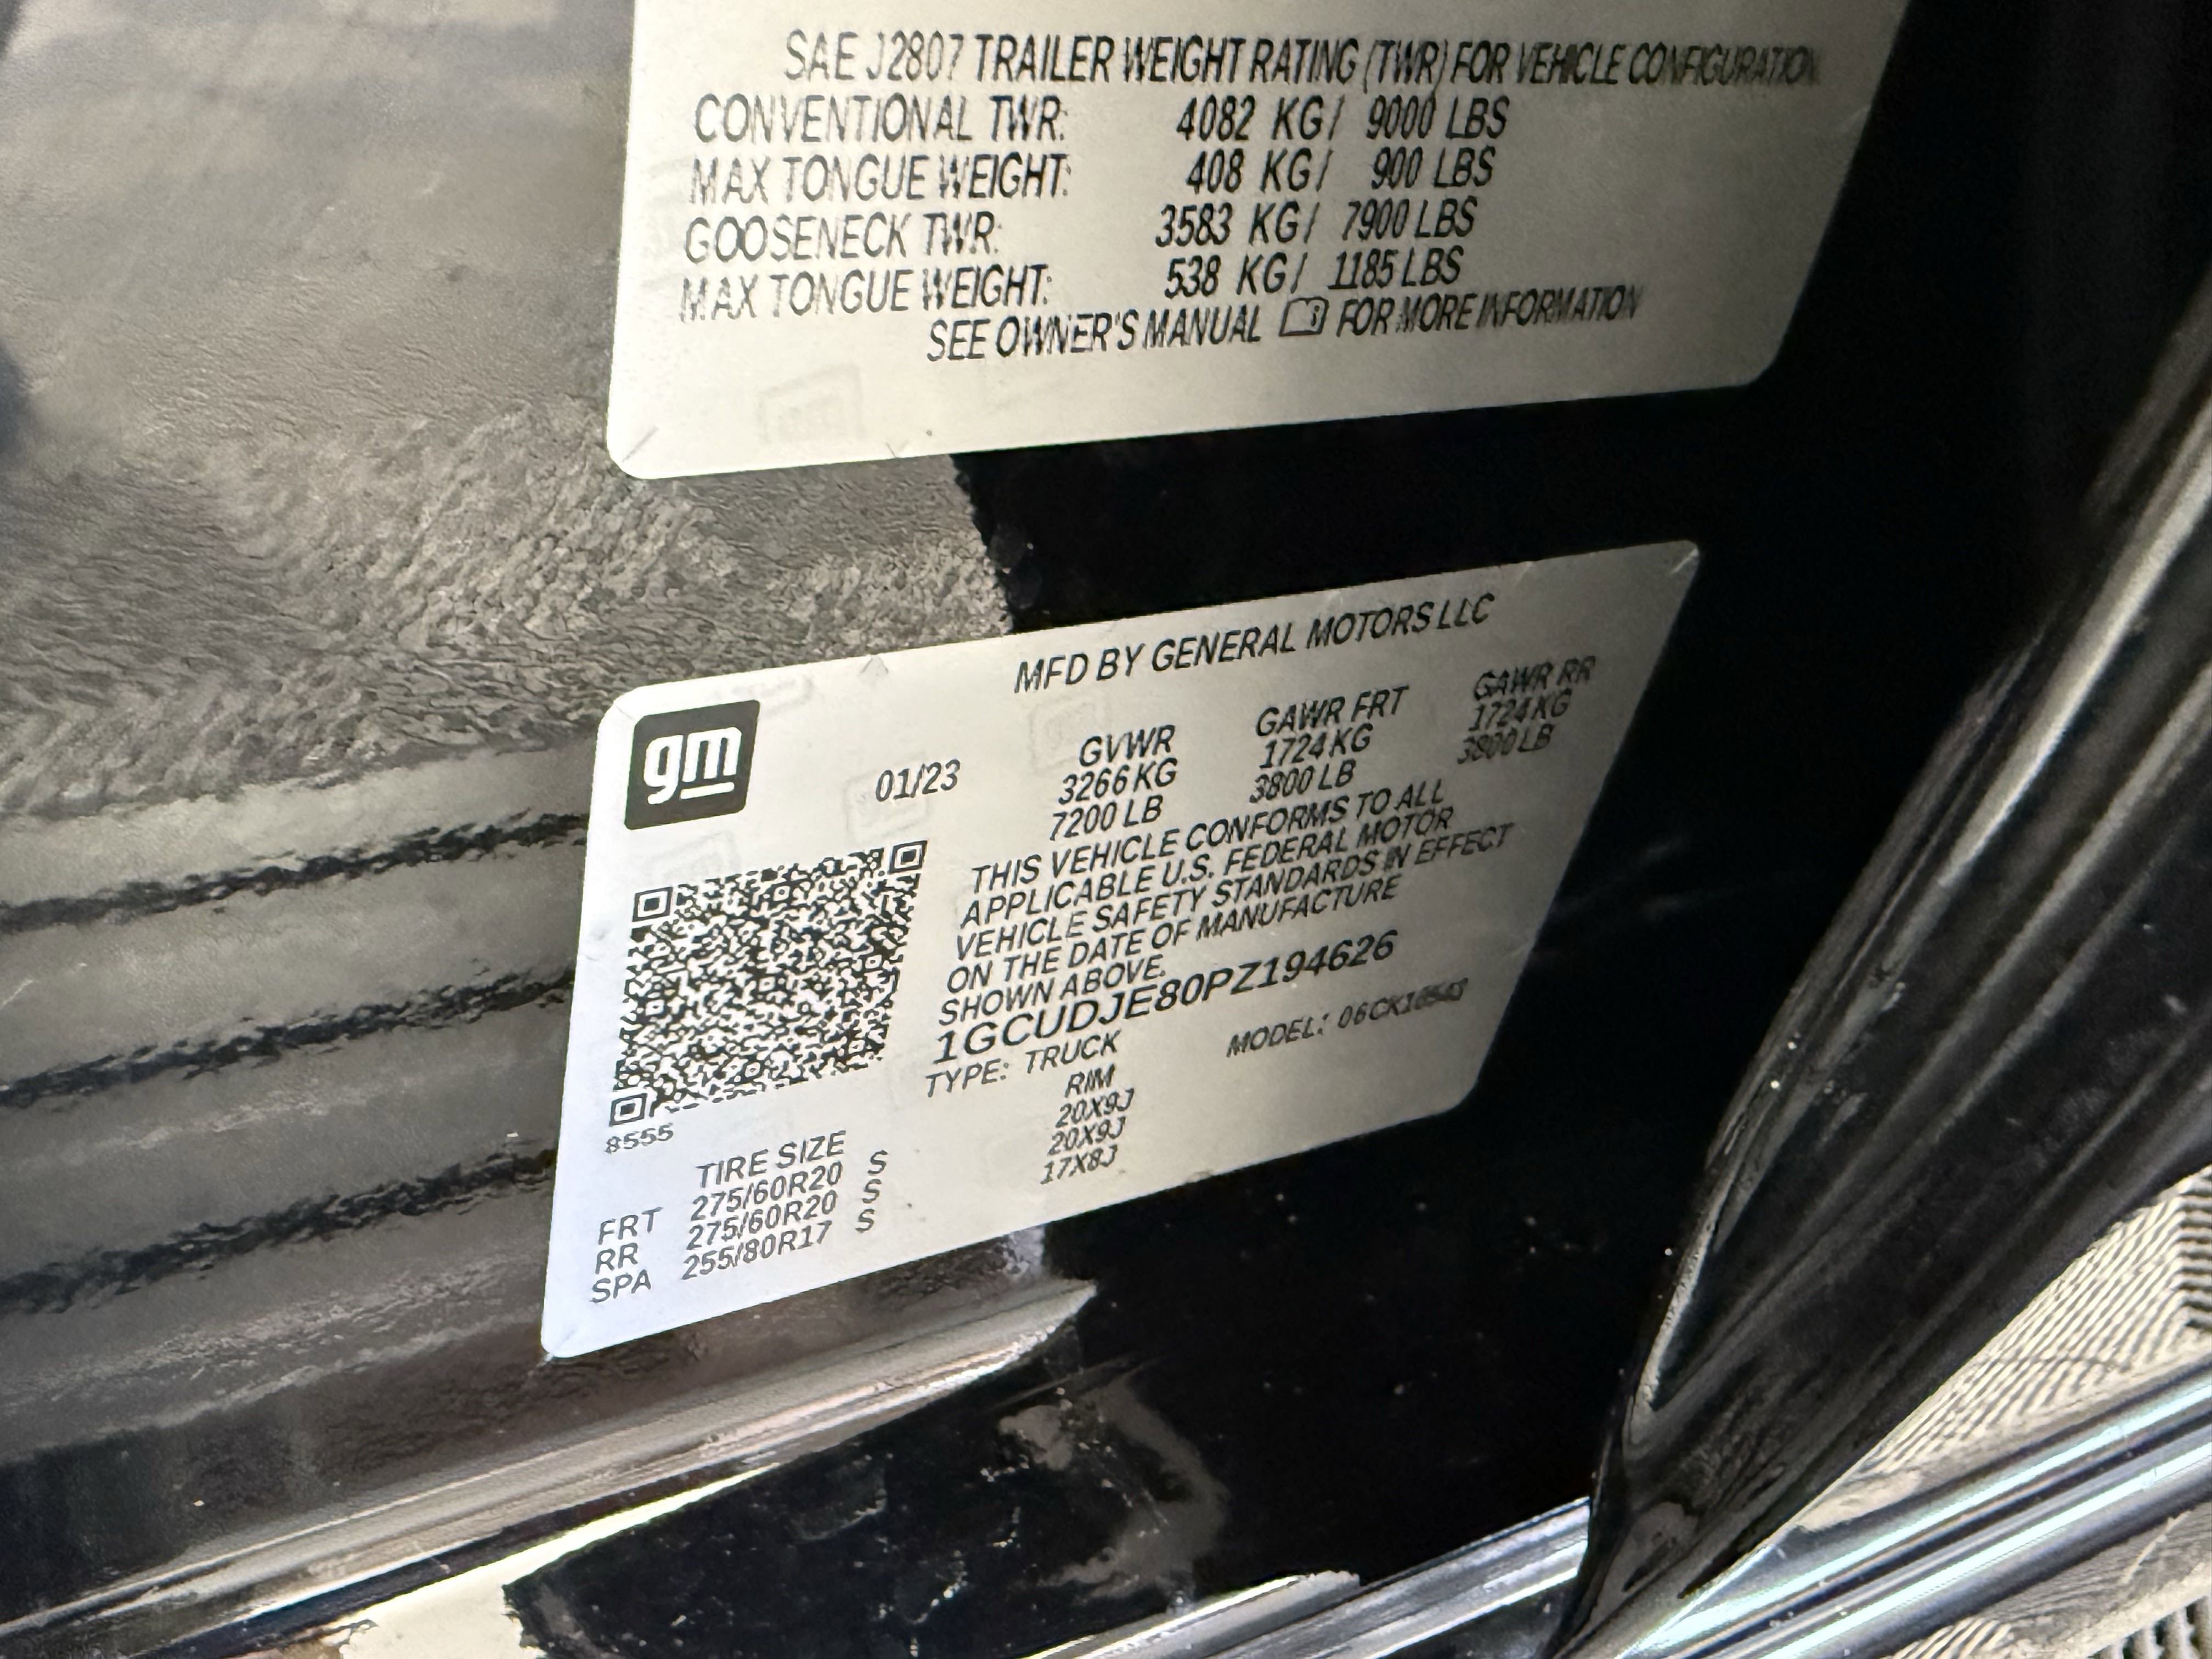 SAE J2807 TRAILER WEIGHT RATING (TWR) FOR VEHICLE CONFIGURATION
CONVENTIONAL TWR: 4082 KG / 9000 LBS
MAX TONGUE WEIGHT: 408 KG / 900 LBS
GOOSENECK TWR: 3583 KG / 7900 LBS
MAX TONGUE WEIGHT: 538 KG / 1185 LBS
SEE OWNER'S MANUAL FOR MORE INFORMATION
MFD BY GENERAL MOTORS LLC
gm
01/23 GVWR GAWR FRT GAWR RR
3266 KG 1724 KG 1724 KG
7200 LB 3800 LB 3800 LB
THIS VEHICLE CONFORMS TO ALL
APPLICABLE U.S. FEDERAL MOTOR
VEHICLE SAFETY STANDARDS IN EFFECT
ON THE DATE OF MANUFACTURE
SHOWN ABOVE.
1GCUDJE80PZ194626
TYPE: TRUCK MODEL: 06CK10543
8555
TIRE SIZE RIM
FRT 275/60R20 S 20X9J
RR 275/60R20 S 20X9J
SPA 255/80R17 S 17X8J